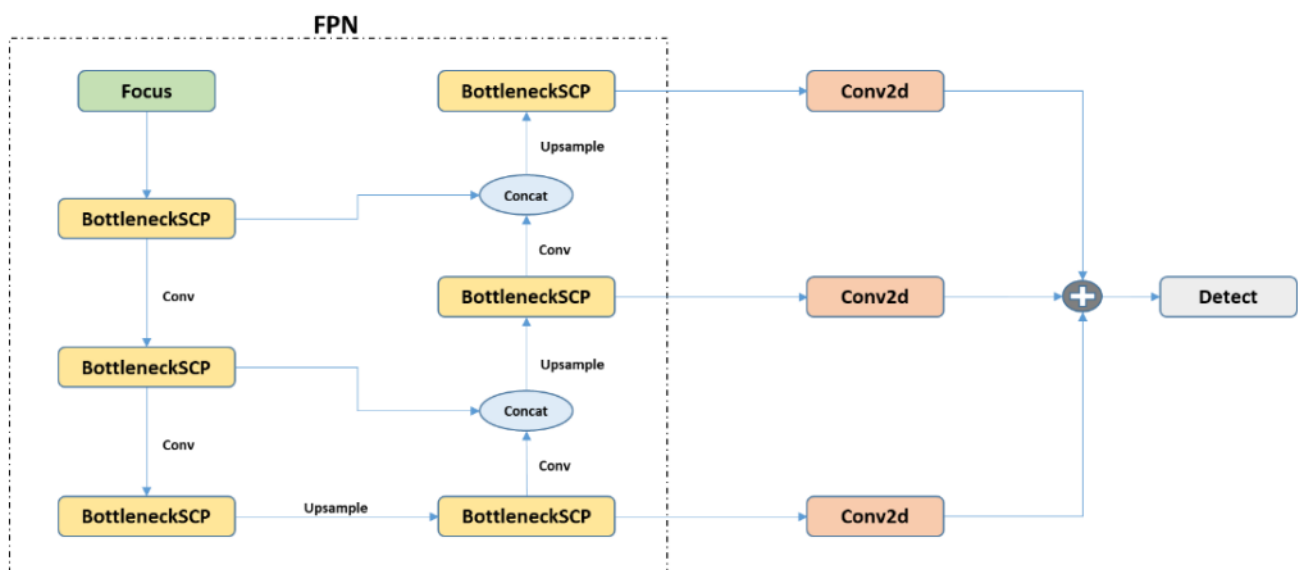 FPN
Focus
BottleneckSCP
Conv2d
Upsample
Concat
BottleneckSCP
Conv
BottleneckSCP
Conv2d
Detect
Conv
Upsample
BottleneckSCP
Concat
Conv
Conv
BottleneckSCP
Upsample
BottleneckSCP
Conv2d